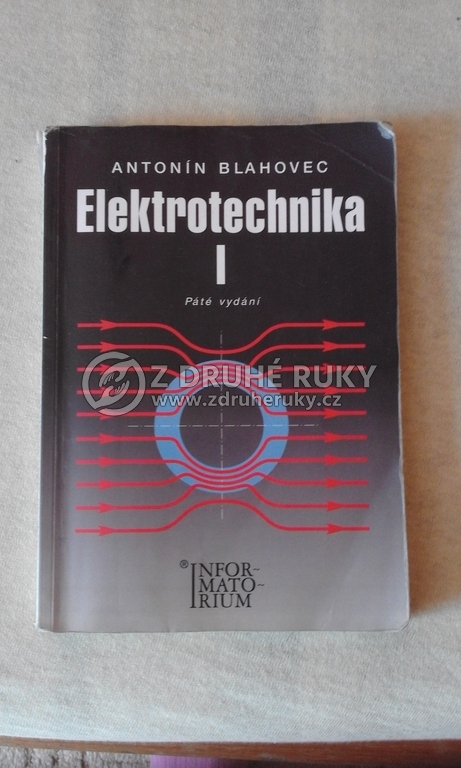 ANTONÍN BLAHOVEC
Elektrotechnika
I
Páté vydání
Z DRUHÉ RUKY
www.zdruheruky.cz
® INFOR~
MATO~
RIUM